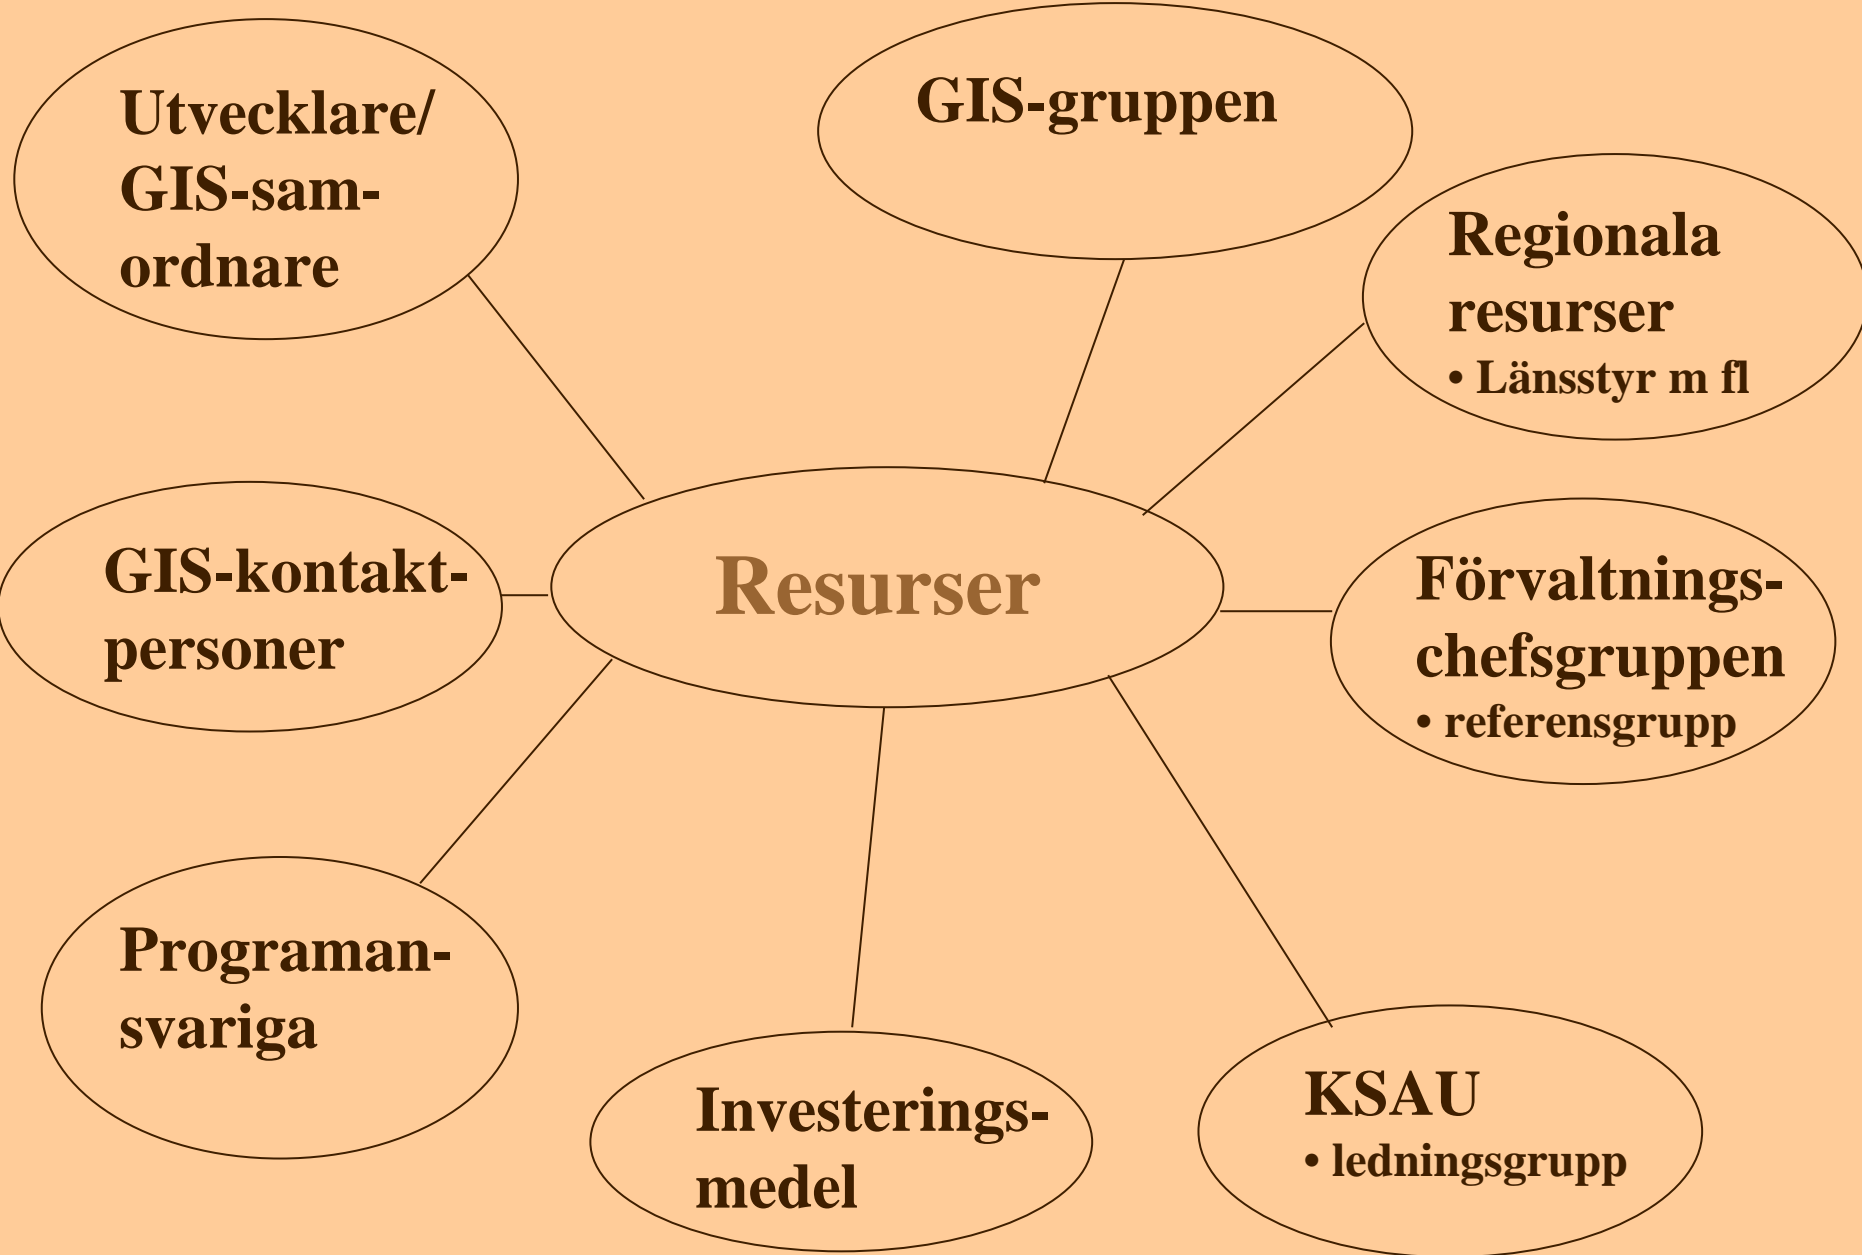 Utvecklare/
GIS-sam-
ordnare
GIS-gruppen
Regionala
resurser
• Länsstyr m fl
GIS-kontakt-
personer
Resurser
Förvaltnings-
chefsgruppen
• referensgrupp
Programan-
svariga
Investerings-
medel
KSAU
• ledningsgrupp